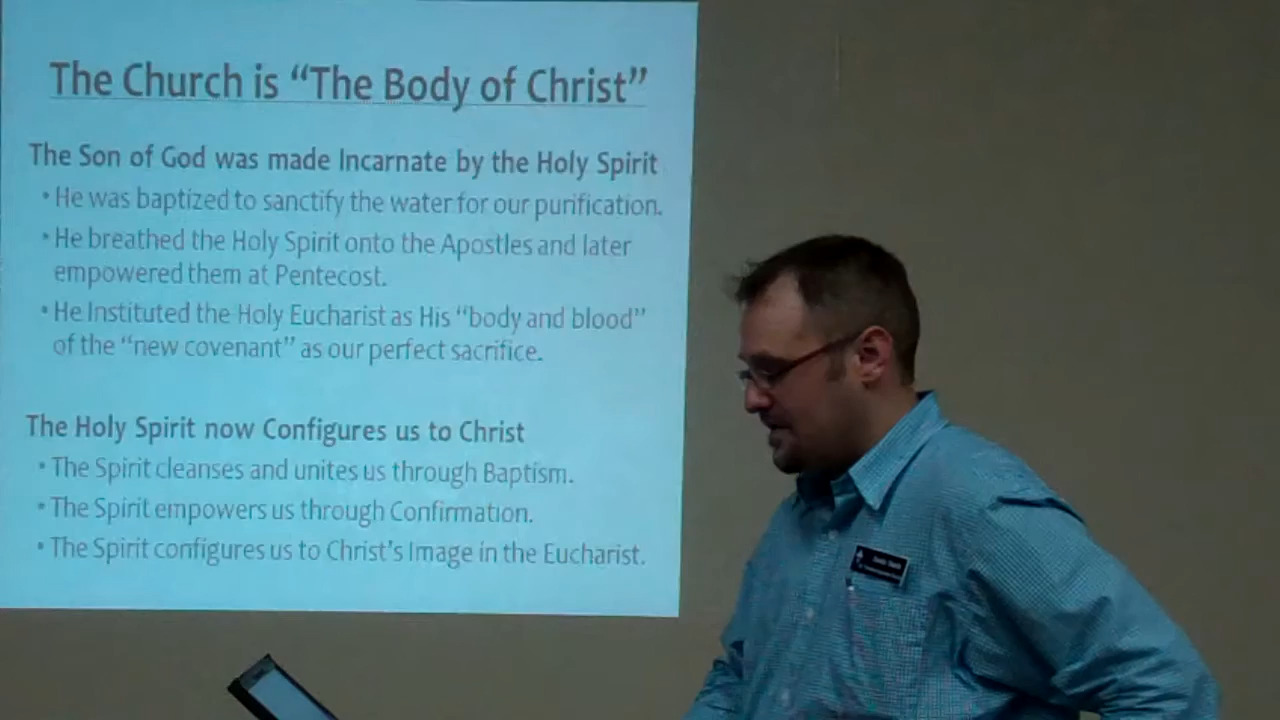 The Church is “The Body of Christ”
The Son of God was made Incarnate by the Holy Spirit
• He was baptized to sanctify the water for our purification.
• He breathed the Holy Spirit onto the Apostles and later
empowered them at Pentecost.
• He Instituted the Holy Eucharist as His “body and blood”
of the “new covenant” as our perfect sacrifice.
The Holy Spirit now Configures us to Christ
• The Spirit cleanses and unites us through Baptism.
• The Spirit empowers us through Confirmation.
• The Spirit configures us to Christ’s Image in the Eucharist.